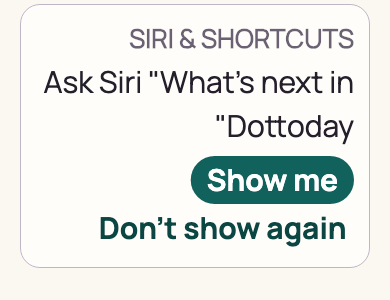 SIRI & SHORTCUTS
Ask Siri "What's next in
"Dottoday
Show me
Don't show again